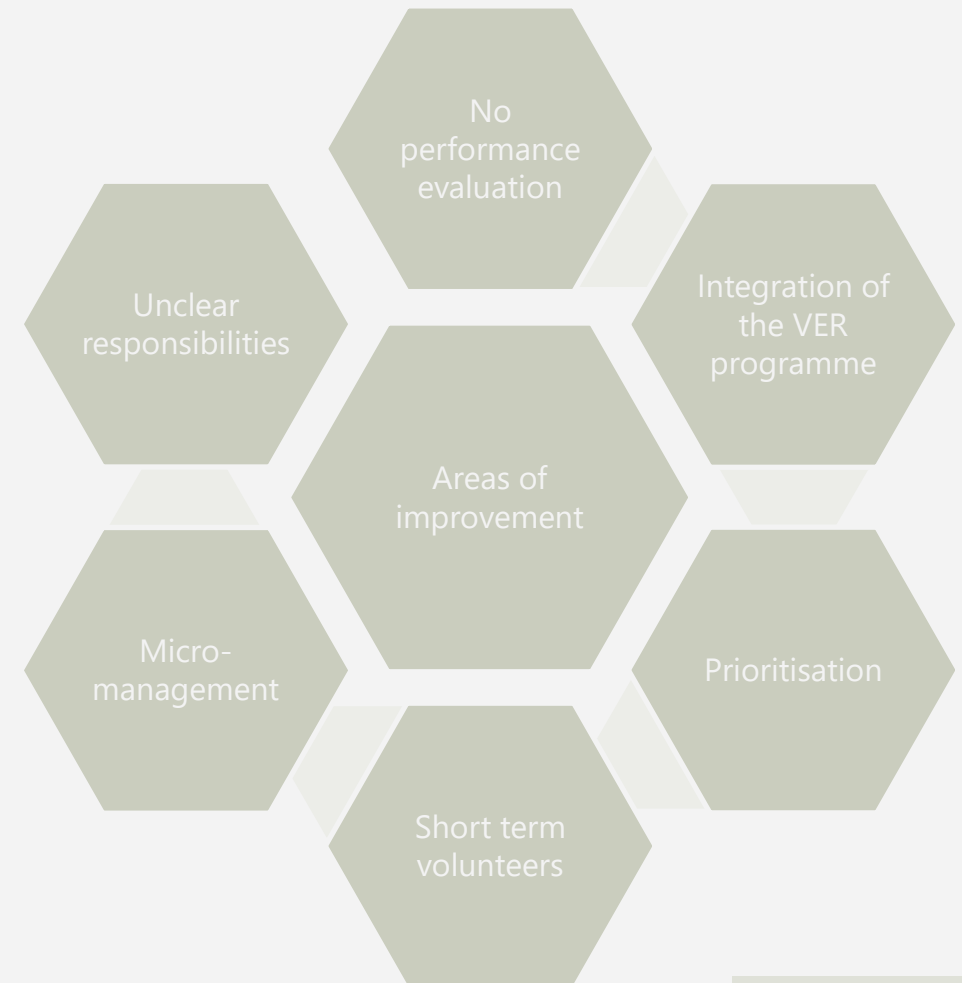 No
performance
evaluation
Unclear
responsibilities
Integration of
the VER
programme
Areas of
improvement
Micro-
management
Prioritisation
Short term
volunteers